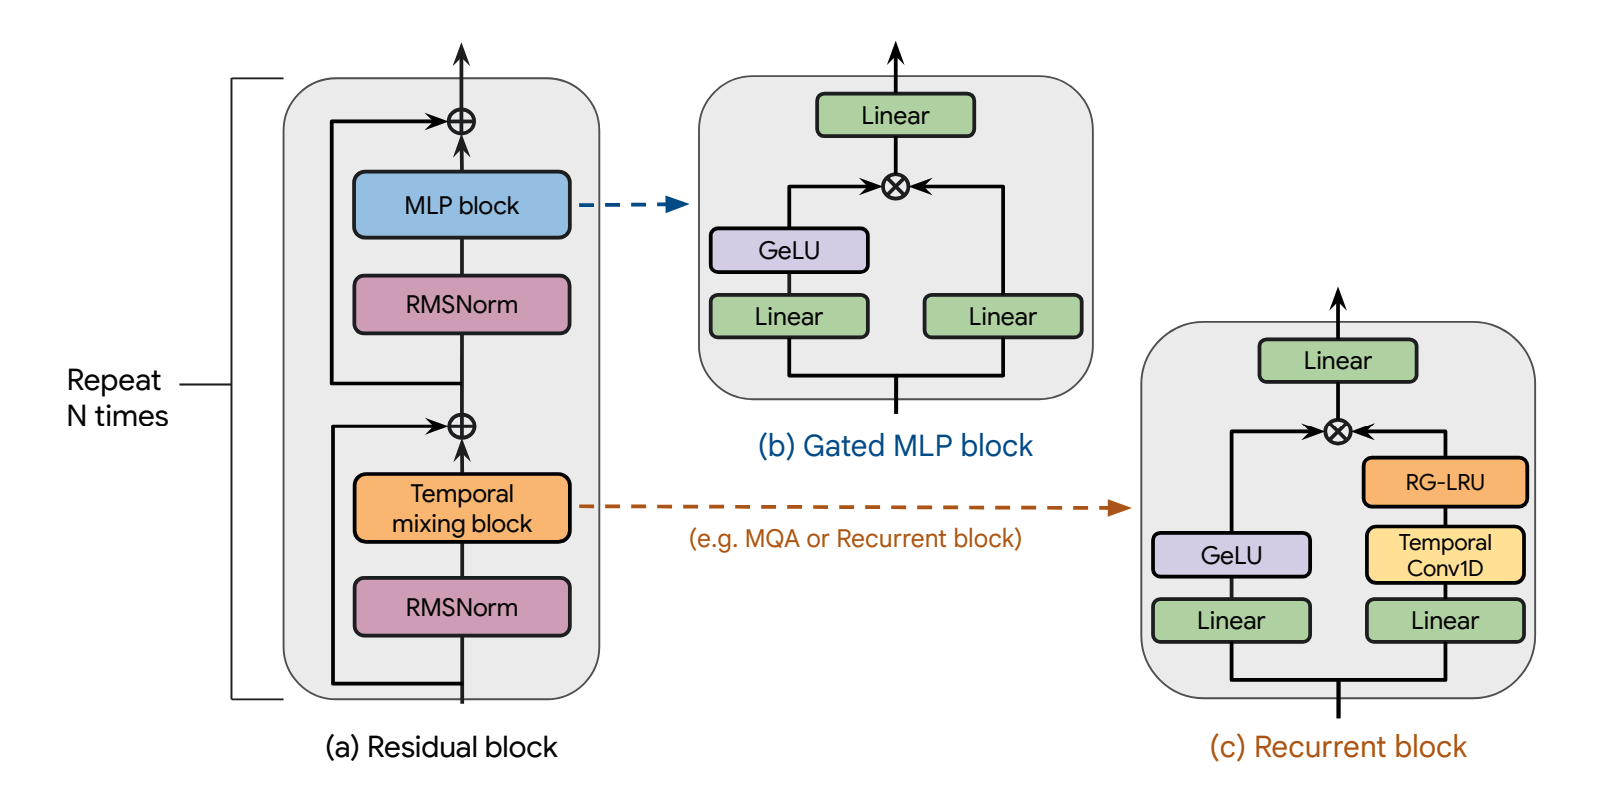 Repeat
N times
MLP block
RMSNorm
Temporal
mixing block
RMSNorm
(a) Residual block
Linear
GeLU
Linear
Linear
(b) Gated MLP block
(e.g. MQA or Recurrent block)
Linear
RG-LRU
GeLU
Temporal
Conv1D
Linear
Linear
(c) Recurrent block